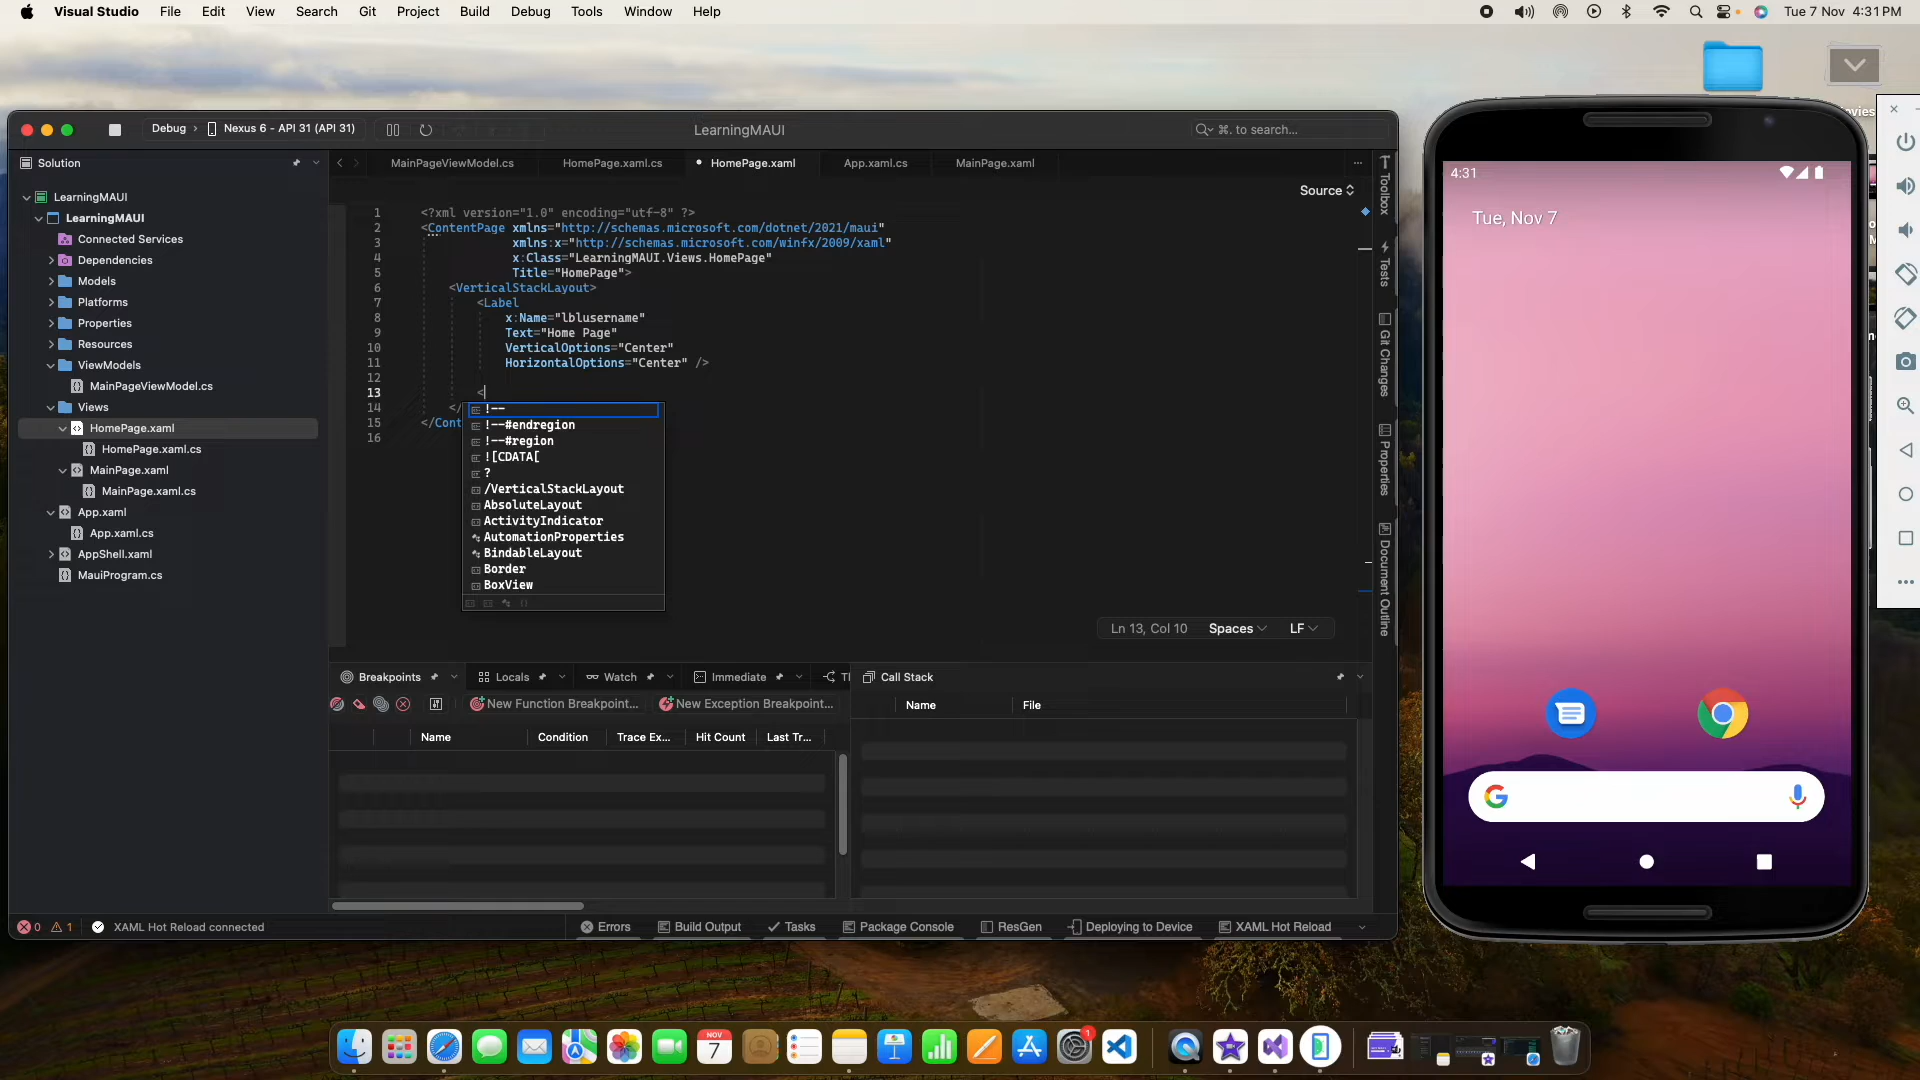 Visual Studio File Edit View Search Git Project Build Debug Tools Window Help Tue 7 Nov 4:31 PM
Debug > Nexus 6 - API 31 (API 31)
LearningMAUI
⌘. to search...
Solution
MainPageViewModel.cs HomePage.xaml.cs HomePage.xaml App.xaml.cs MainPage.xaml
Source
LearningMAUI
LearningMAUI
Connected Services
Dependencies
Models
Platforms
Properties
Resources
ViewModels
MainPageViewModel.cs
Views
HomePage.xaml
HomePage.xaml.cs
MainPage.xaml
MainPage.xaml.cs
App.xaml
App.xaml.cs
AppShell.xaml
MauiProgram.cs
1 <?xml version="1.0" encoding="utf-8" ?>
2 <ContentPage xmlns="http://schemas.microsoft.com/dotnet/2021/maui"
3 xmlns:x="http://schemas.microsoft.com/winfx/2009/xaml"
4 x:Class="LearningMAUI.Views.HomePage"
5 Title="HomePage">
6 <VerticalStackLayout>
7 <Label
8 x:Name="lblusername"
9 Text="Home Page"
10 VerticalOptions="Center"
11 HorizontalOptions="Center" />
12
13 <
14 </
15 </Cont
16
!--
!--#endregion
!--#region
![CDATA[
?
/VerticalStackLayout
AbsoluteLayout
ActivityIndicator
AutomationProperties
BindableLayout
Border
BoxView
Ln 13, Col 10 Spaces LF
Toolbox
Tests
Git Changes
Properties
Document Outline
Breakpoints Locals Watch Immediate
Call Stack
New Function Breakpoint... New Exception Breakpoint...
Name File
Name Condition Trace Ex... Hit Count Last Tr...
0 1 XAML Hot Reload connected
Errors Build Output Tasks Package Console ResGen Deploying to Device XAML Hot Reload
4:31
Tue, Nov 7
NOV
7
1